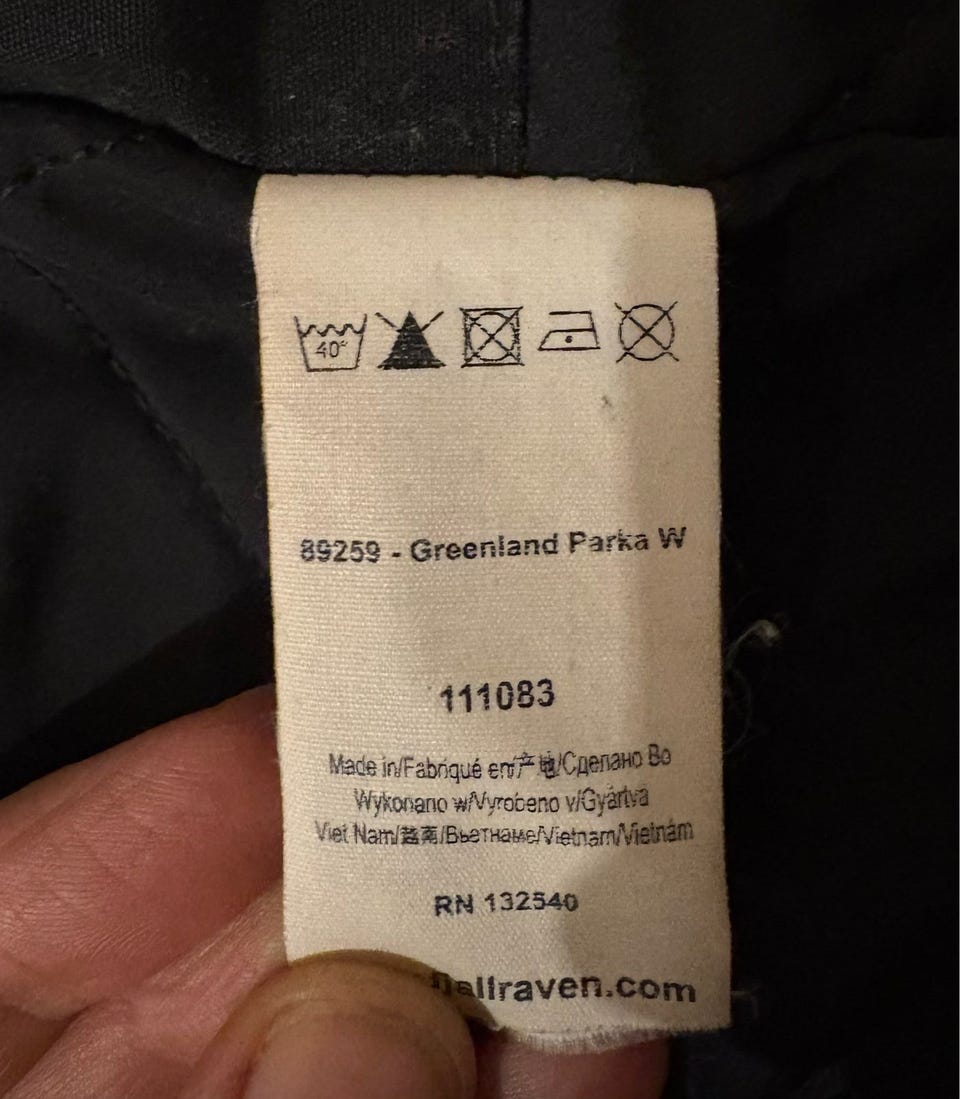 40°
89259 - Greenland Parka W
111083
Made in/Fabriqué en/产地/Сделано Во
Wykonano w/Vyrobeno v/Gyártva
Viet Nam/越南/Вьетнаме/Vietnam/Vietnám
RN 132540
fjallraven.com